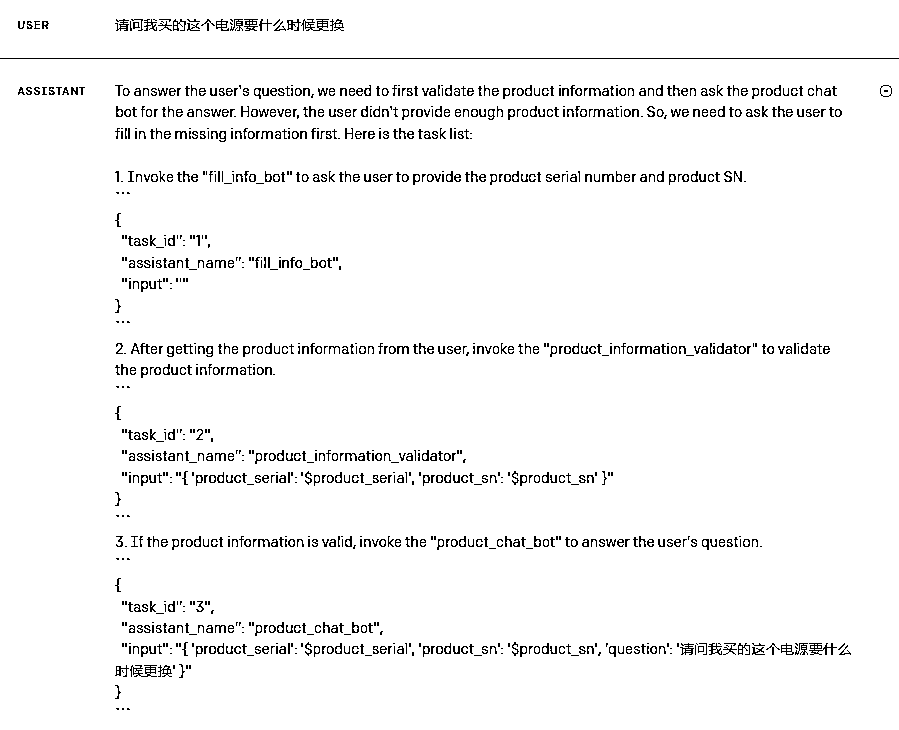 USER
请问我买的这个电源要什么时候更换
ASSISTANT
To answer the user's question, we need to first validate the product information and then ask the product chat
bot for the answer. However, the user didn't provide enough product information. So, we need to ask the user to
fill in the missing information first. Here is the task list:
1. Invoke the "fill_info_bot" to ask the user to provide the product serial number and product SN.
```
{
"task_id": "1",
"assistant_name": "fill_info_bot",
"input": ""
}
```
2. After getting the product information from the user, invoke the "product_information_validator" to validate
the product information.
```
{
"task_id": "2",
"assistant_name": "product_information_validator",
"input": "{ 'product_serial': '$product_serial', 'product_sn': '$product_sn' }"
}
```
3. If the product information is valid, invoke the "product_chat_bot" to answer the user's question.
```
{
"task_id": "3",
"assistant_name": "product_chat_bot",
"input": "{ 'product_serial': '$product_serial', 'product_sn': '$product_sn', 'question': '请问我买的这个电源要什么
时候更换' }"
}
```